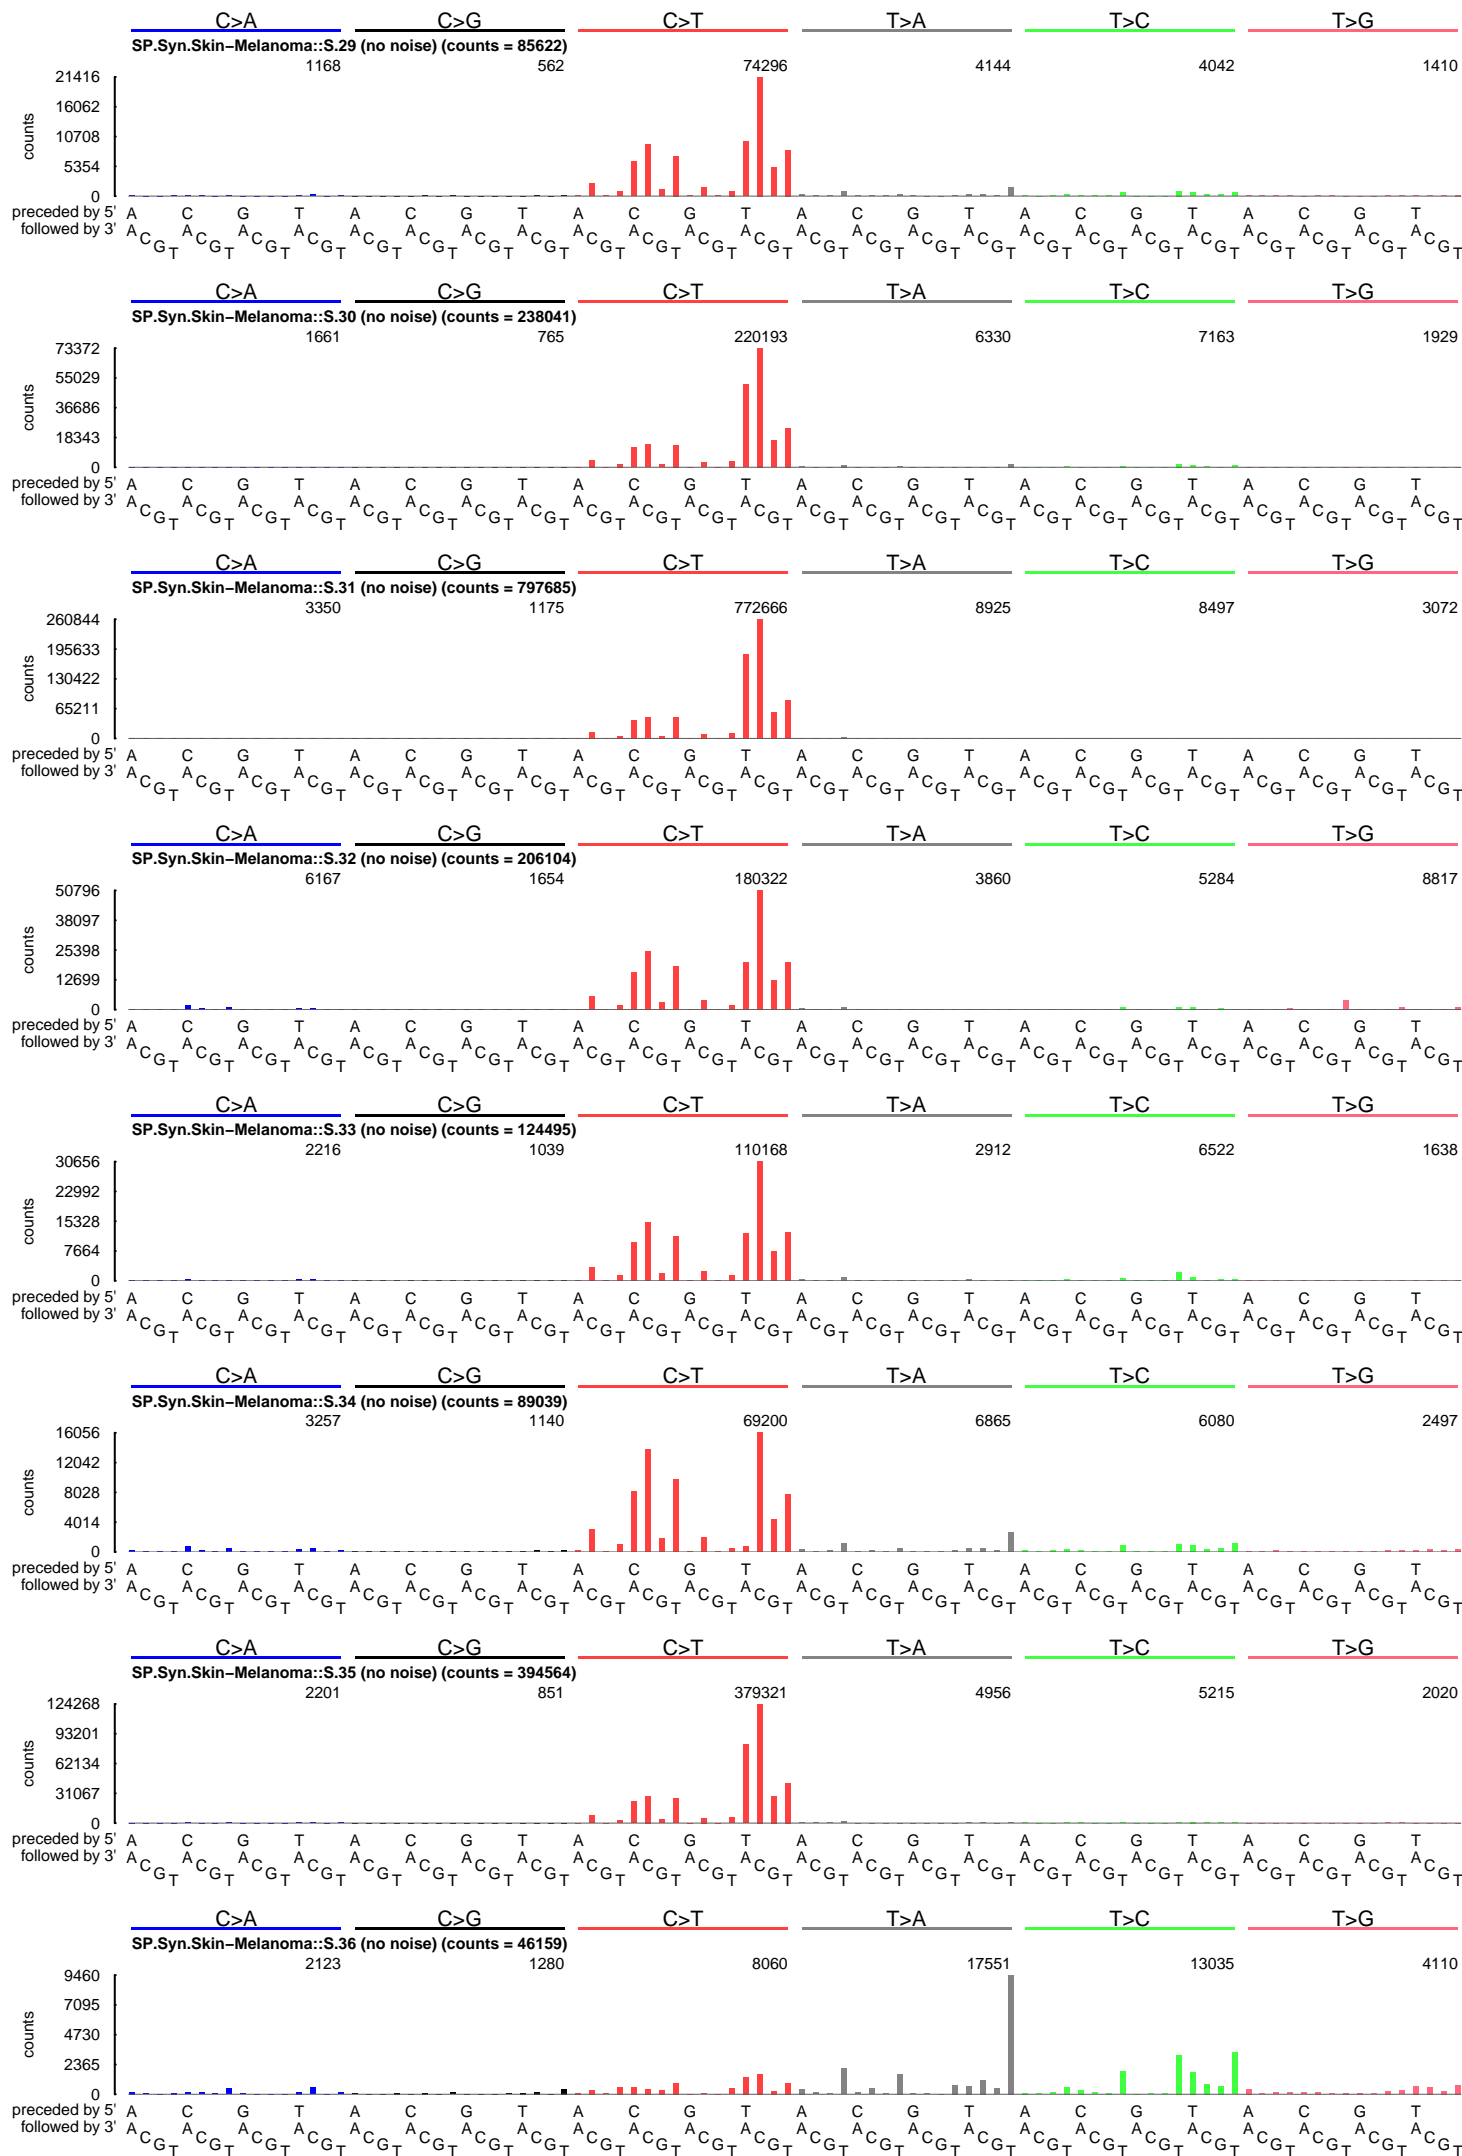 C>A C>G C>T T>A T>C T>G
SP.Syn.Skin−Melanoma::S.29 (no noise) (counts = 85622)
1168 562 74296 4144 4042 1410
21416
16062
10708
5354
0
counts
preceded by 5' A C G T A C G T A C G T A C G T A C G T A C G T
followed by 3' A C G T A C G T A C G T A C G T A C G T A C G T A C G T A C G T A C G T A C G T A C G T A C G T A C G T A C G T A C G T A C G T A C G T A C G T A C G T A C G T A C G T A C G T A C G T A C G T
C>A C>G C>T T>A T>C T>G
SP.Syn.Skin−Melanoma::S.30 (no noise) (counts = 238041)
1661 765 220193 6330 7163 1929
73372
55029
36686
18343
0
counts
preceded by 5' A C G T A C G T A C G T A C G T A C G T A C G T
followed by 3' A C G T A C G T A C G T A C G T A C G T A C G T A C G T A C G T A C G T A C G T A C G T A C G T A C G T A C G T A C G T A C G T A C G T A C G T A C G T A C G T A C G T A C G T A C G T A C G T
C>A C>G C>T T>A T>C T>G
SP.Syn.Skin−Melanoma::S.31 (no noise) (counts = 797685)
3350 1175 772666 8925 8497 3072
260844
195633
130422
65211
0
counts
preceded by 5' A C G T A C G T A C G T A C G T A C G T A C G T
followed by 3' A C G T A C G T A C G T A C G T A C G T A C G T A C G T A C G T A C G T A C G T A C G T A C G T A C G T A C G T A C G T A C G T A C G T A C G T A C G T A C G T A C G T A C G T A C G T A C G T
C>A C>G C>T T>A T>C T>G
SP.Syn.Skin−Melanoma::S.32 (no noise) (counts = 206104)
6167 1654 180322 3860 5284 8817
50796
38097
25398
12699
0
counts
preceded by 5' A C G T A C G T A C G T A C G T A C G T A C G T
followed by 3' A C G T A C G T A C G T A C G T A C G T A C G T A C G T A C G T A C G T A C G T A C G T A C G T A C G T A C G T A C G T A C G T A C G T A C G T A C G T A C G T A C G T A C G T A C G T A C G T
C>A C>G C>T T>A T>C T>G
SP.Syn.Skin−Melanoma::S.33 (no noise) (counts = 124495)
2216 1039 110168 2912 6522 1638
30656
22992
15328
7664
0
counts
preceded by 5' A C G T A C G T A C G T A C G T A C G T A C G T
followed by 3' A C G T A C G T A C G T A C G T A C G T A C G T A C G T A C G T A C G T A C G T A C G T A C G T A C G T A C G T A C G T A C G T A C G T A C G T A C G T A C G T A C G T A C G T A C G T A C G T
C>A C>G C>T T>A T>C T>G
SP.Syn.Skin−Melanoma::S.34 (no noise) (counts = 89039)
3257 1140 69200 6865 6080 2497
16056
12042
8028
4014
0
counts
preceded by 5' A C G T A C G T A C G T A C G T A C G T A C G T
followed by 3' A C G T A C G T A C G T A C G T A C G T A C G T A C G T A C G T A C G T A C G T A C G T A C G T A C G T A C G T A C G T A C G T A C G T A C G T A C G T A C G T A C G T A C G T A C G T A C G T
C>A C>G C>T T>A T>C T>G
SP.Syn.Skin−Melanoma::S.35 (no noise) (counts = 394564)
2201 851 379321 4956 5215 2020
124268
93201
62134
31067
0
counts
preceded by 5' A C G T A C G T A C G T A C G T A C G T A C G T
followed by 3' A C G T A C G T A C G T A C G T A C G T A C G T A C G T A C G T A C G T A C G T A C G T A C G T A C G T A C G T A C G T A C G T A C G T A C G T A C G T A C G T A C G T A C G T A C G T A C G T
C>A C>G C>T T>A T>C T>G
SP.Syn.Skin−Melanoma::S.36 (no noise) (counts = 46159)
2123 1280 8060 17551 13035 4110
9460
7095
4730
2365
0
counts
preceded by 5' A C G T A C G T A C G T A C G T A C G T A C G T
followed by 3' A C G T A C G T A C G T A C G T A C G T A C G T A C G T A C G T A C G T A C G T A C G T A C G T A C G T A C G T A C G T A C G T A C G T A C G T A C G T A C G T A C G T A C G T A C G T A C G T